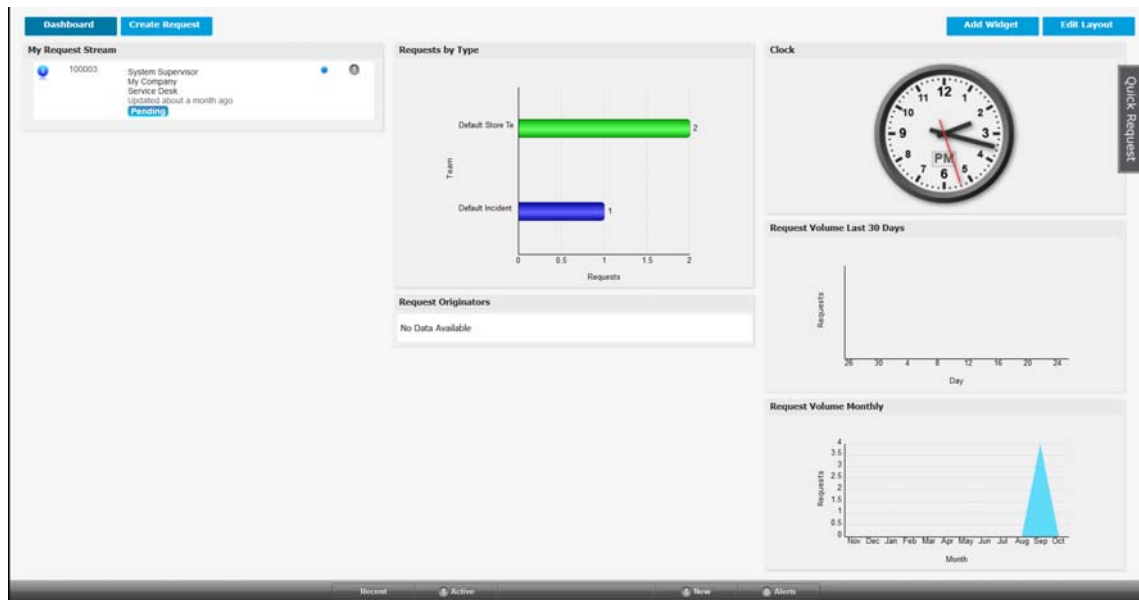 Dashboard
Create Request
Add Widget
Edit Layout
My Request Stream
100003
System Supervisor
My Company
Service Desk
Updated about a month ago
Pending
Requests by Type
Default Store Te
2
Team
Default Incident
1
0 0.5 1 1.5 2
Requests
Request Originators
No Data Available
Clock
12
1
2
3
4
5
6
7
8
9
10
11
PM
Quick Request
Request Volume Last 30 Days
Requests
26 30 4 8 12 16 20 24
Day
Request Volume Monthly
4
3.5
3
2.5
2
1.5
1
0.5
0
Requests
Nov Dec Jan Feb Mar Apr May Jun Jul Aug Sep Oct
Month
Recent
Active
New
Alerts